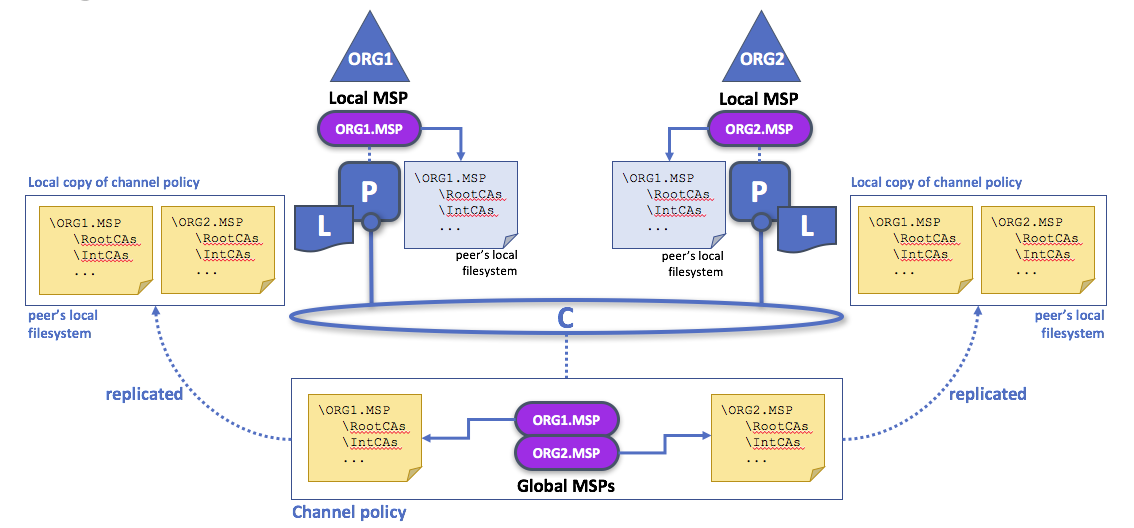 ORG1
Local MSP
ORG1.MSP
ORG2
Local MSP
ORG2.MSP
Local copy of channel policy
\ORG1.MSP
\RootCAs
\IntCAs
...
\ORG2.MSP
\RootCAs
\IntCAs
...
peer's local
filesystem
P
L
\ORG1.MSP
\RootCAs
\IntCAs
...
peer's local
filesystem
\ORG1.MSP
\RootCAs
\IntCAs
...
peer's local
filesystem
P
L
Local copy of channel policy
\ORG1.MSP
\RootCAs
\IntCAs
...
\ORG2.MSP
\RootCAs
\IntCAs
...
peer's local
filesystem
C
replicated
replicated
\ORG1.MSP
\RootCAs
\IntCAs
...
ORG1.MSP
ORG2.MSP
Global MSPs
\ORG2.MSP
\RootCAs
\IntCAs
...
Channel policy